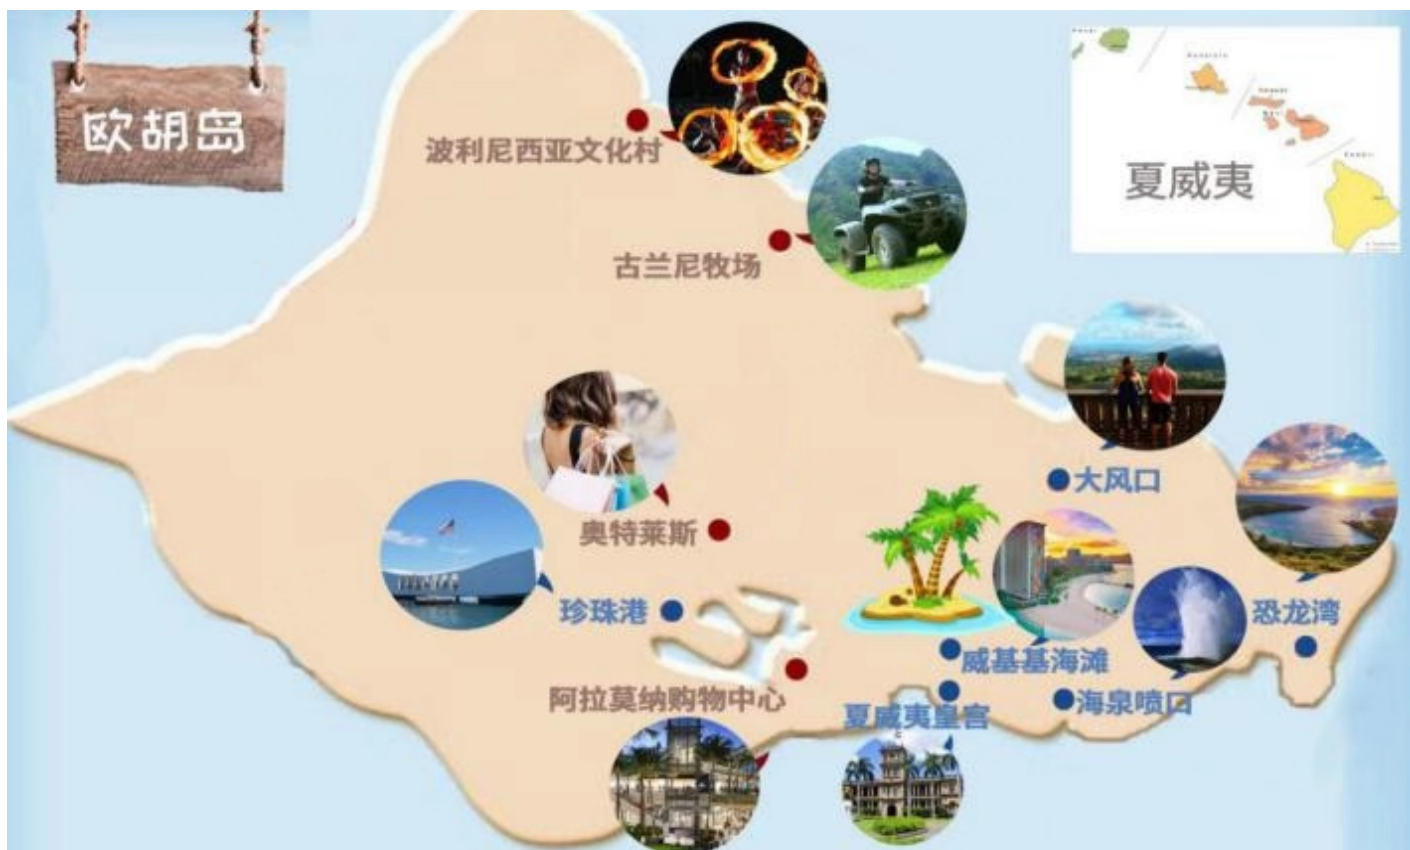 欧胡岛
夏威夷
波利尼西亚文化村
古兰尼牧场
大风口
奥特莱斯
珍珠港
恐龙湾
威基基海滩
阿拉莫纳购物中心
夏威夷皇宫
海泉喷口